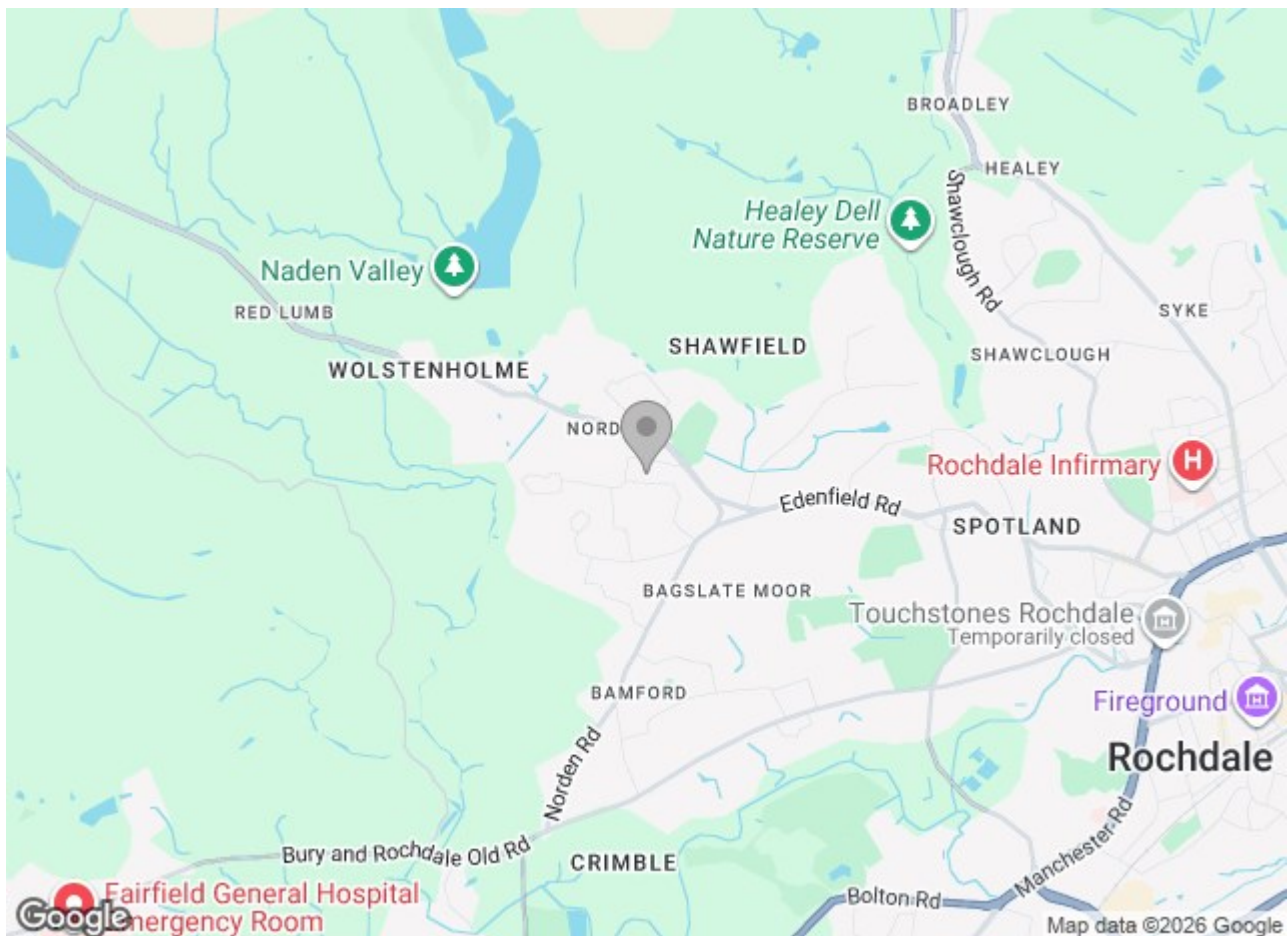 BROADLEY
HEALEY
Shawclough Rd
Healey Dell
Nature Reserve
Naden Valley
RED LUMB
SYKE
SHAWFIELD
SHAWCLOUGH
WOLSTENHOLME
NORD
Rochdale Infirmary
H
Edenfield Rd
SPOTLAND
BAGSLATE MOOR
Touchstones Rochdale
Temporarily closed
BAMFORD
Fireground
Rochdale
Norden Rd
Bury and Rochdale Old Rd
CRIMBLE
Manchester Rd
Bolton Rd
Fairfield General Hospital
Emergency Room
Google
Map data ©2026 Google